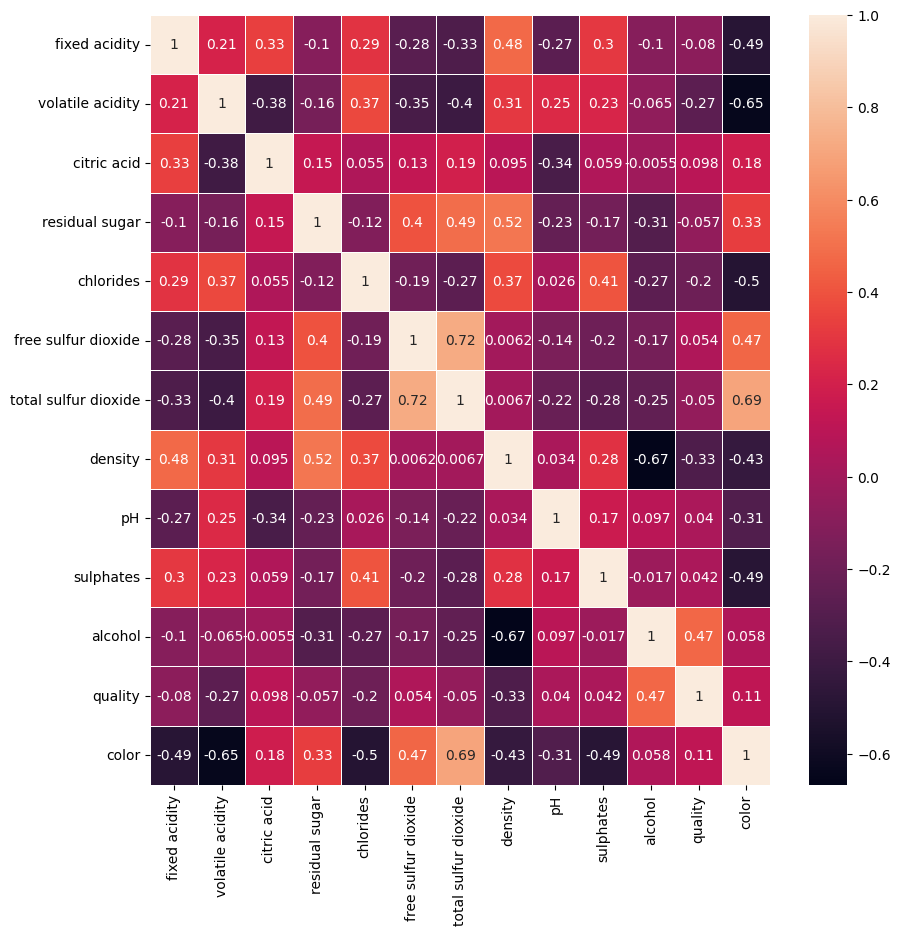 fixed acidity 1 0.21 0.33 -0.1 0.29 -0.28 -0.33 0.48 -0.27 0.3 -0.1 -0.08 -0.49
volatile acidity 0.21 1 -0.38 -0.16 0.37 -0.35 -0.4 0.31 0.25 0.23 -0.065 -0.27 -0.65
citric acid 0.33 -0.38 1 0.15 0.055 0.13 0.19 0.095 -0.34 0.059 -0.0055 0.098 0.18
residual sugar -0.1 -0.16 0.15 1 -0.12 0.4 0.49 0.52 -0.23 -0.17 -0.31 -0.057 0.33
chlorides 0.29 0.37 0.055 -0.12 1 -0.19 -0.27 0.37 0.026 0.41 -0.27 -0.2 -0.5
free sulfur dioxide -0.28 -0.35 0.13 0.4 -0.19 1 0.72 0.0062 -0.14 -0.2 -0.17 0.054 0.47
total sulfur dioxide -0.33 -0.4 0.19 0.49 -0.27 0.72 1 0.0067 -0.22 -0.28 -0.25 -0.05 0.69
density 0.48 0.31 0.095 0.52 0.37 0.0062 0.0067 1 0.034 0.28 -0.67 -0.33 -0.43
pH -0.27 0.25 -0.34 -0.23 0.026 -0.14 -0.22 0.034 1 0.17 0.097 0.04 -0.31
sulphates 0.3 0.23 0.059 -0.17 0.41 -0.2 -0.28 0.28 0.17 1 -0.017 0.042 -0.49
alcohol -0.1 -0.065 -0.0055 -0.31 -0.27 -0.17 -0.25 -0.67 0.097 -0.017 1 0.47 0.058
quality -0.08 -0.27 0.098 -0.057 -0.2 0.054 -0.05 -0.33 0.04 0.042 0.47 1 0.11
color -0.49 -0.65 0.18 0.33 -0.5 0.47 0.69 -0.43 -0.31 -0.49 0.058 0.11 1
fixed acidity
volatile acidity
citric acid
residual sugar
chlorides
free sulfur dioxide
total sulfur dioxide
density
pH
sulphates
alcohol
quality
color
1.0
0.8
0.6
0.4
0.2
0.0
-0.2
-0.4
-0.6